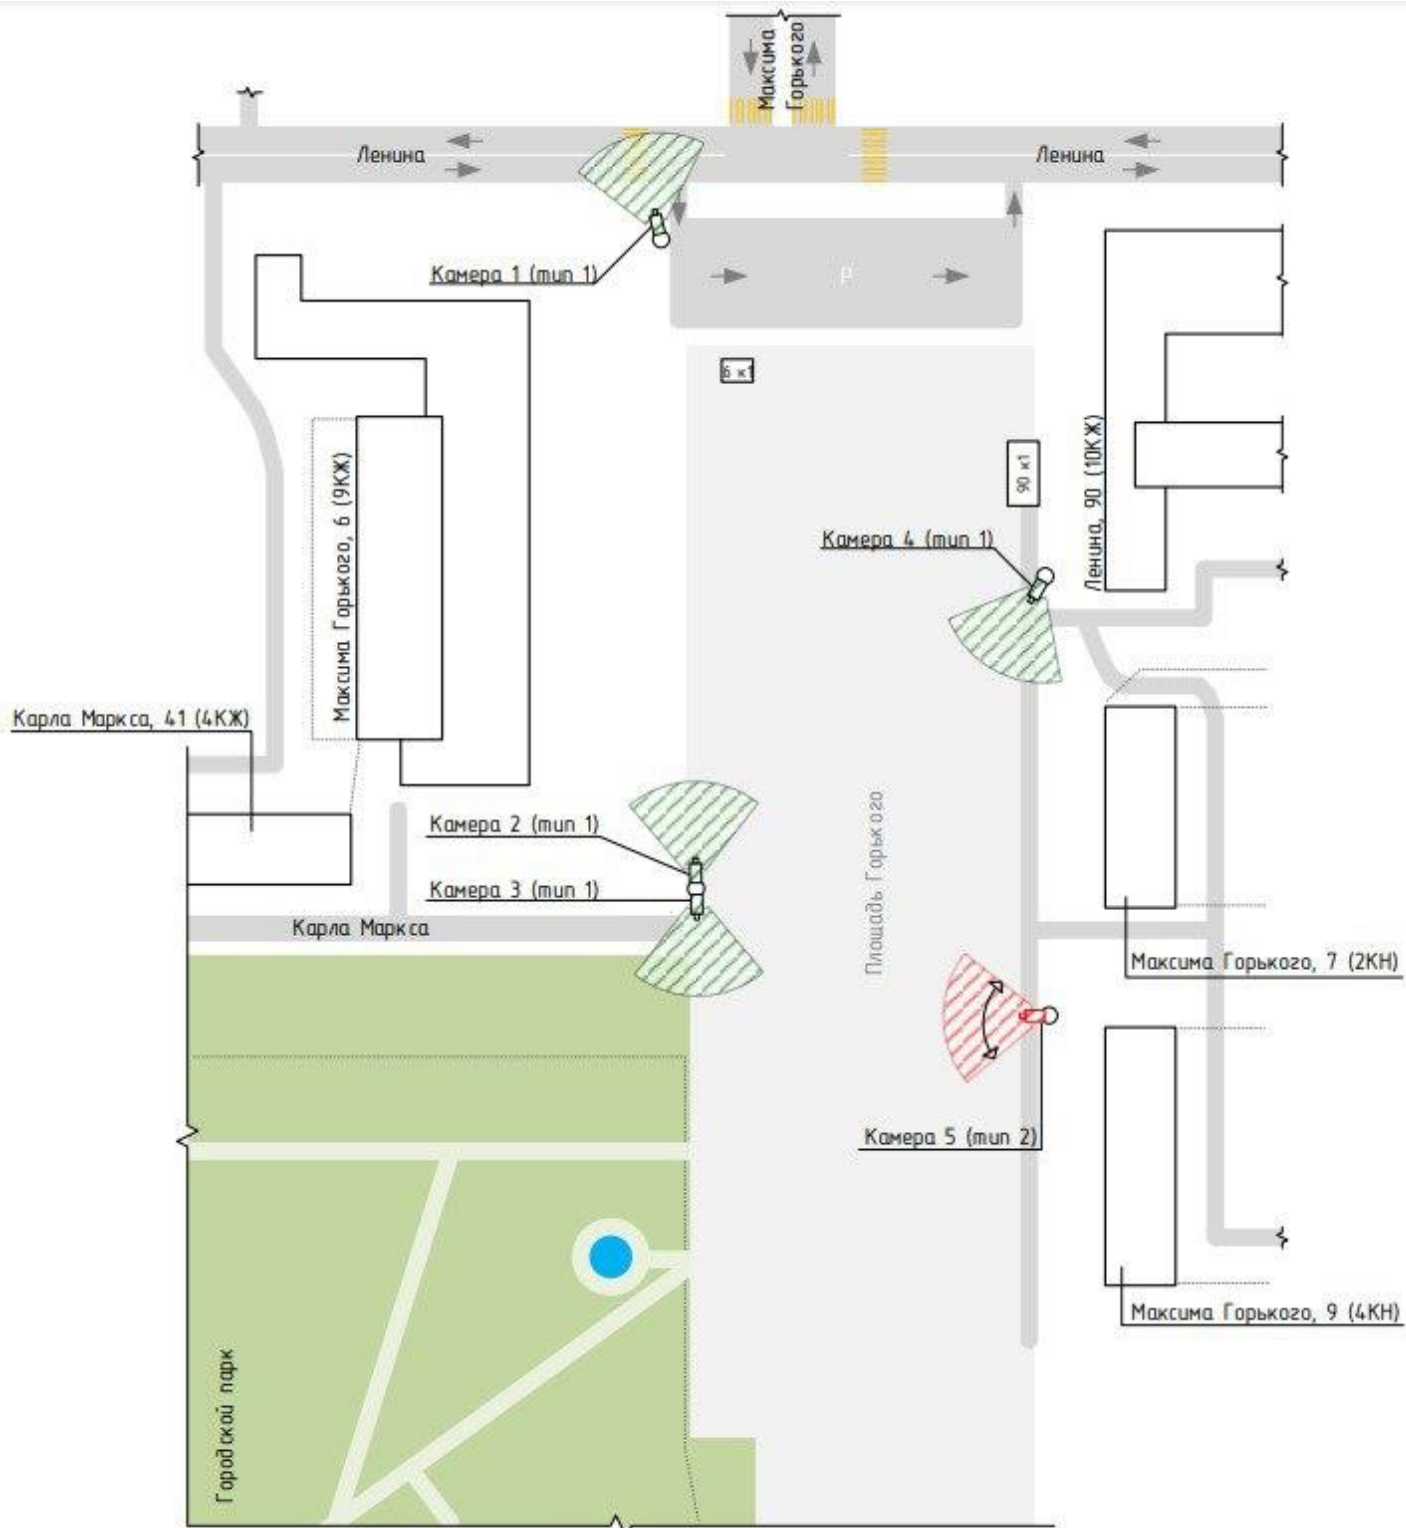 Максима
Горького
Ленина
Ленина
Камера 1 (тип 1)
P
6 к1
90 к1
Ленина, 90 (10КЖ)
Максима Горького, 6 (9КЖ)
Камера 4 (тип 1)
Карла Маркса, 41 (4КЖ)
Камера 2 (тип 1)
Камера 3 (тип 1)
Площадь Горького
Карла Маркса
Максима Горького, 7 (2КН)
Камера 5 (тип 2)
Максима Горького, 9 (4КН)
Городской парк